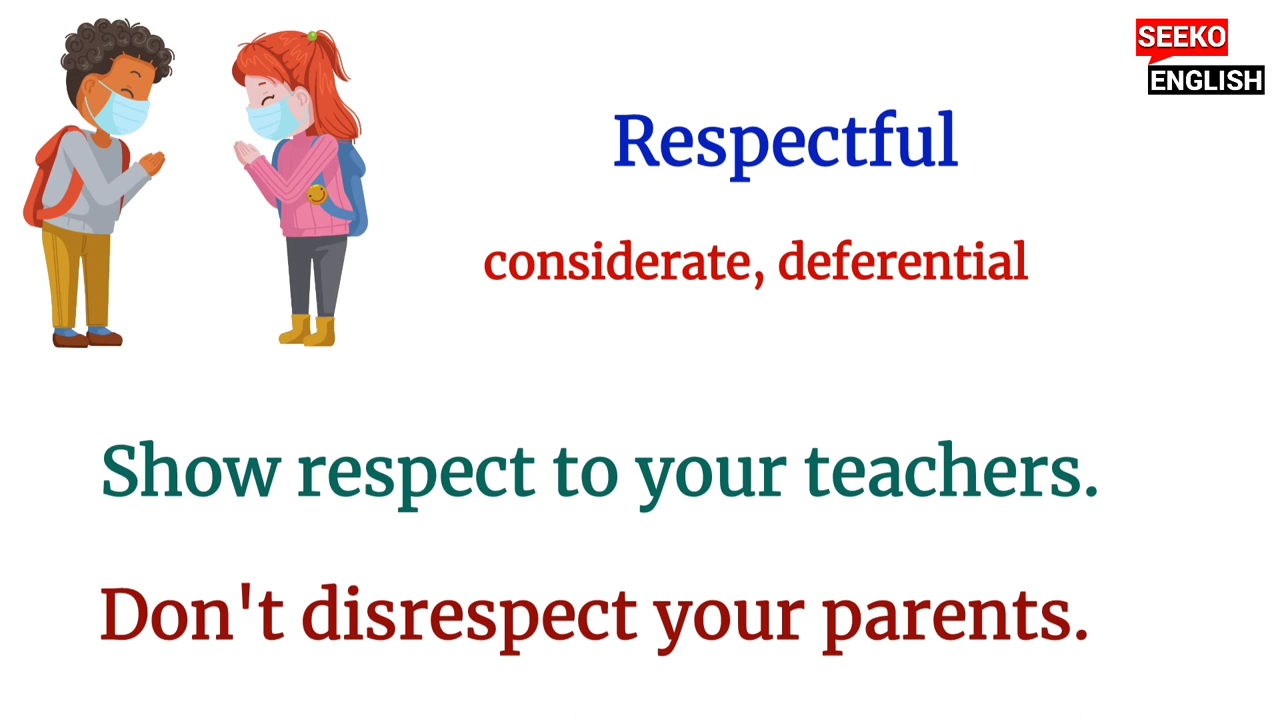 SEEKO
ENGLISH
Respectful
considerate, deferential
Show respect to your teachers.
Don't disrespect your parents.